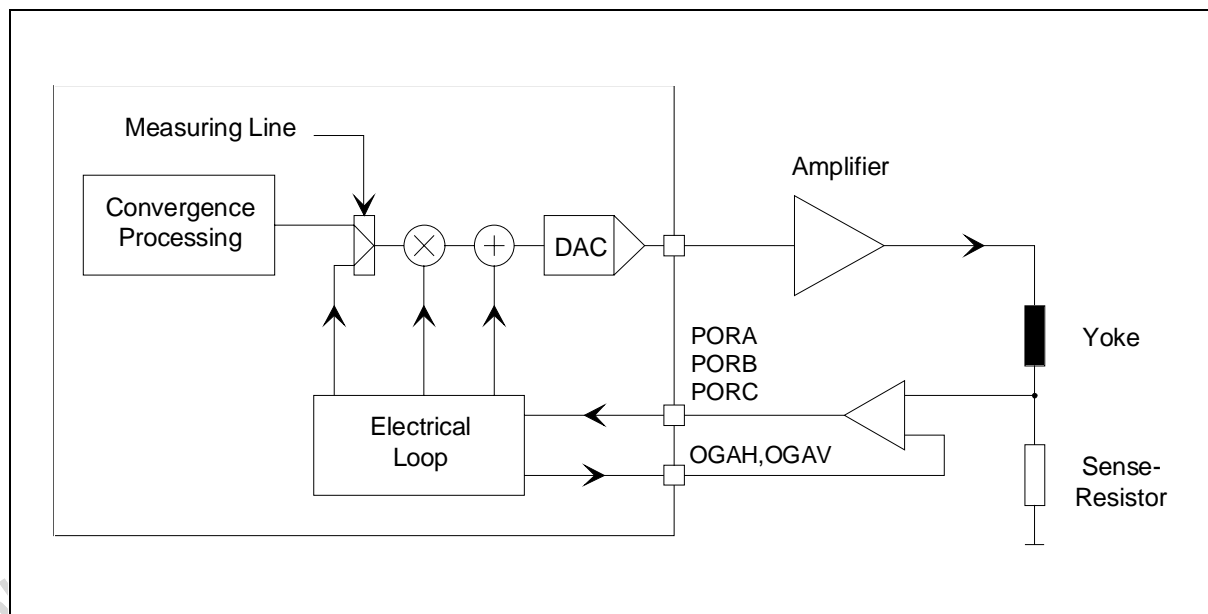 Measuring Line
Amplifier
Convergence
Processing
DAC
Yoke
PORA
PORB
PORC
Electrical
Loop
OGAH,OGAV
Sense-
Resistor